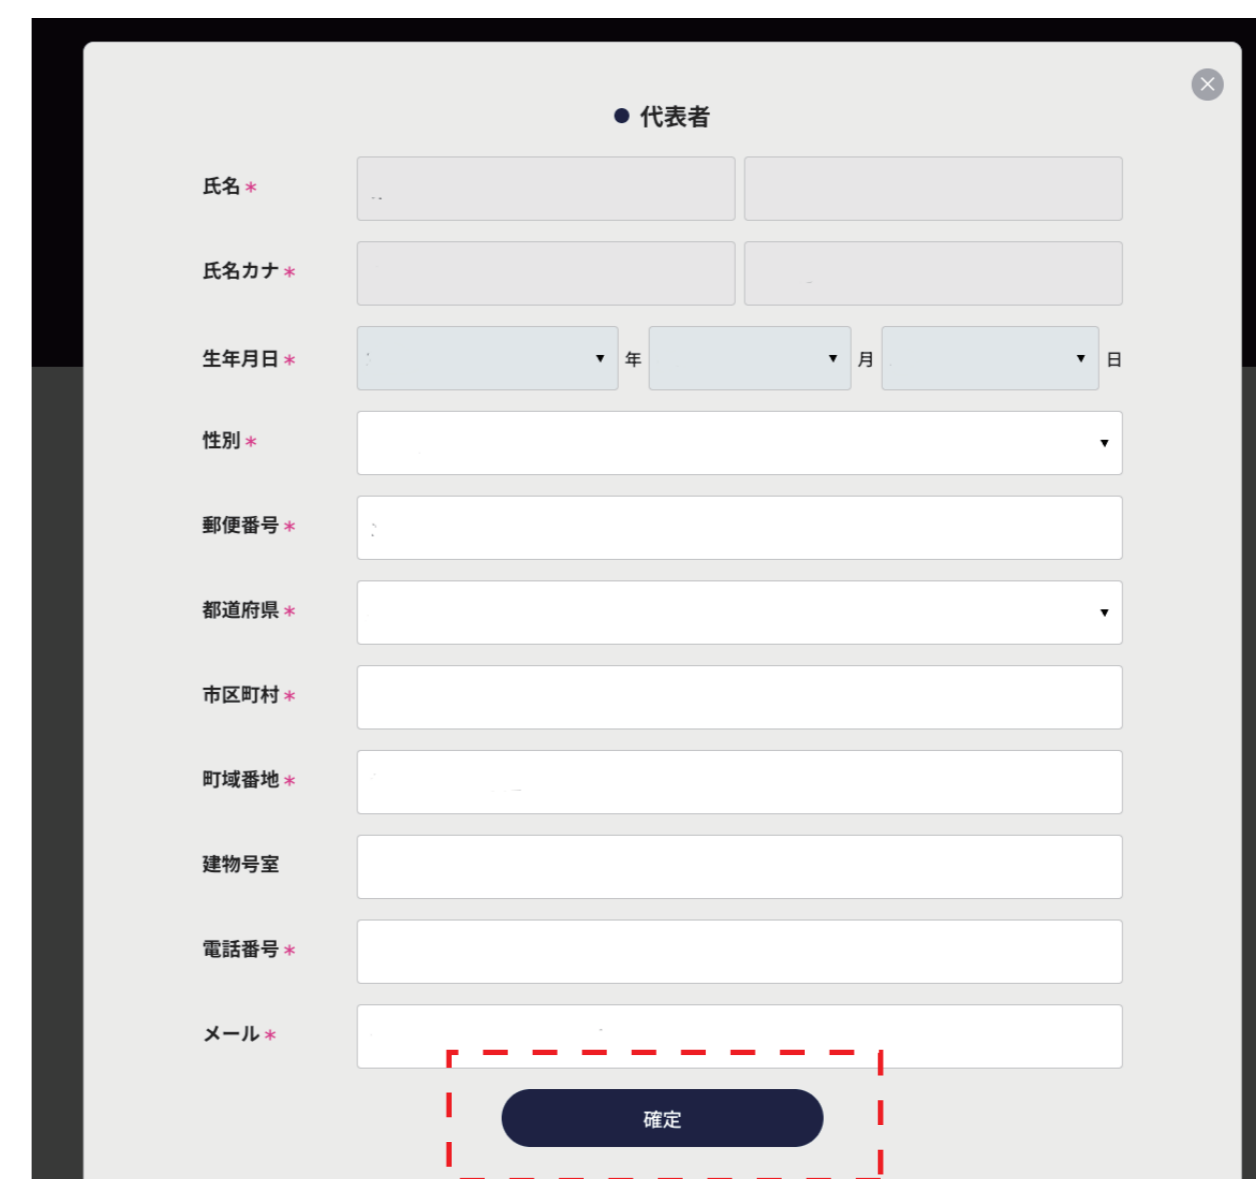 ● 代表者
氏名*
氏名カナ*
生年月日* ▼ 年 ▼ 月 ▼ 日
性別* ▼
郵便番号*
都道府県* ▼
市区町村*
町域番地*
建物号室
電話番号*
メール*
確定